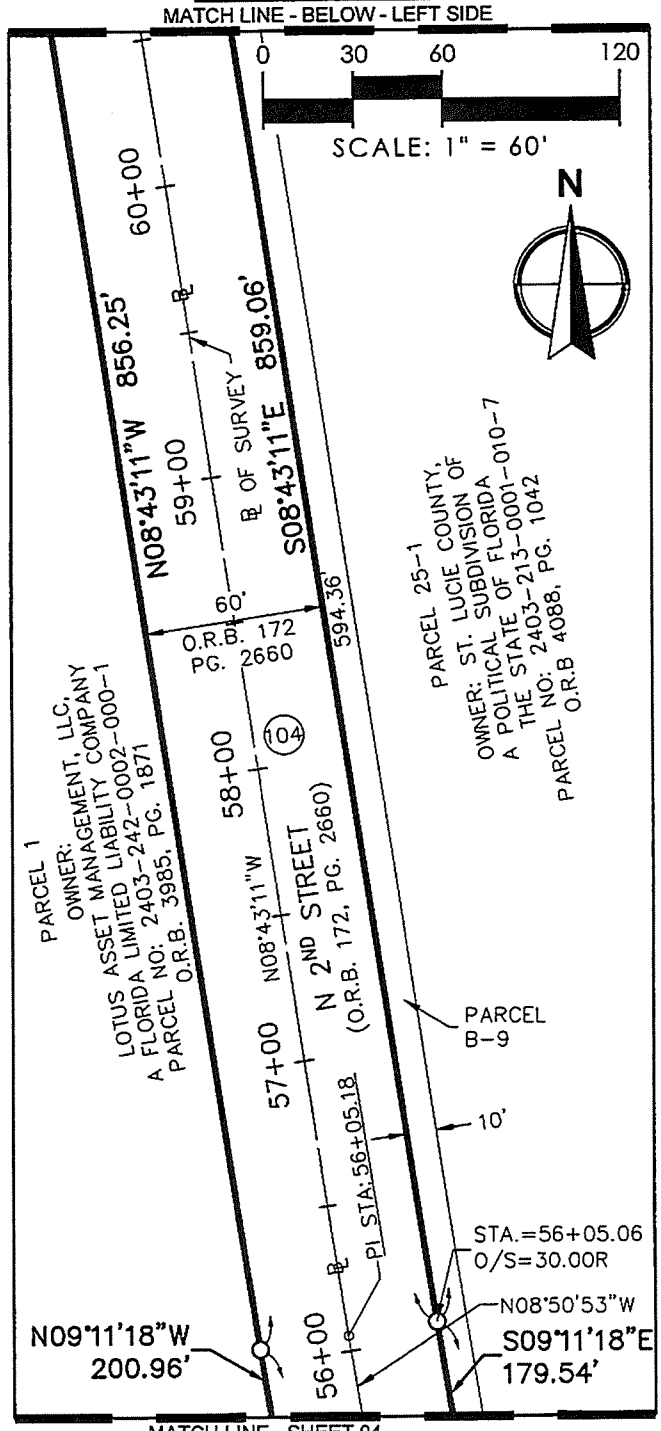 MATCH LINE - BELOW - LEFT SIDE
0 30 60 120
SCALE: 1" = 60'
N
60+00
N08°43'11"W 856.25'
S08°43'11"E 859.06'
℄ OF SURVEY
59+00
60'
O.R.B. 172
PG. 2660
594.36'
PARCEL 25-1
OWNER: ST. LUCIE COUNTY,
A POLITICAL SUBDIVISION OF
THE STATE OF FLORIDA
PARCEL NO: 2403-213-0001-010-7
O.R.B 4088, PG. 1042
PARCEL 1
OWNER:
LOTUS ASSET MANAGEMENT, LLC,
A FLORIDA LIMITED LIABILITY COMPANY
PARCEL NO: 2403-242-0002-000-1
O.R.B. 3985, PG. 1871
104
58+00
N08°43'11"W
N 2ND STREET
(O.R.B. 172, PG. 2660)
57+00
PARCEL
B-9
10'
PI STA: 56+05.18
STA.=56+05.06
O/S=30.00R
N08°50'53"W
56+00
N09°11'18"W
200.96'
S09°11'18"E
179.54'